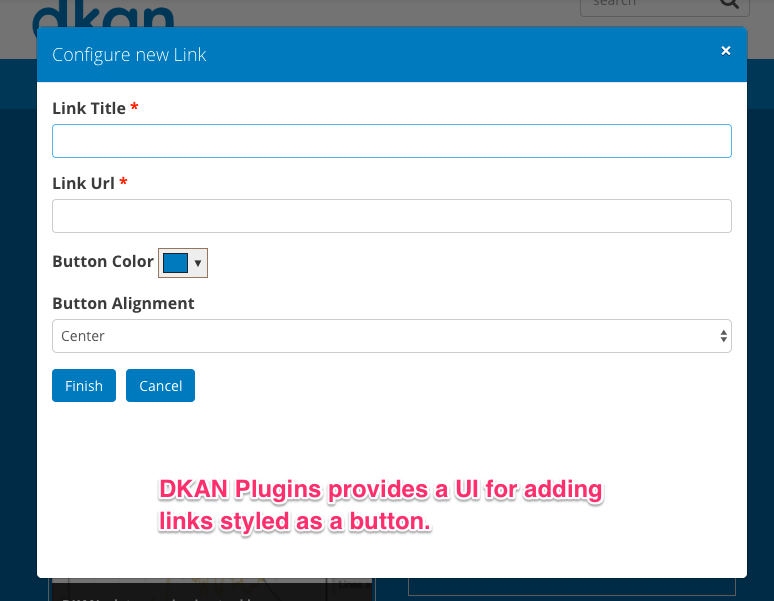 dkan
search
Configure new Link ×
Link Title *
Link Url *
Button Color
Button Alignment
Center
Finish Cancel
DKAN Plugins provides a UI for adding
links styled as a button.